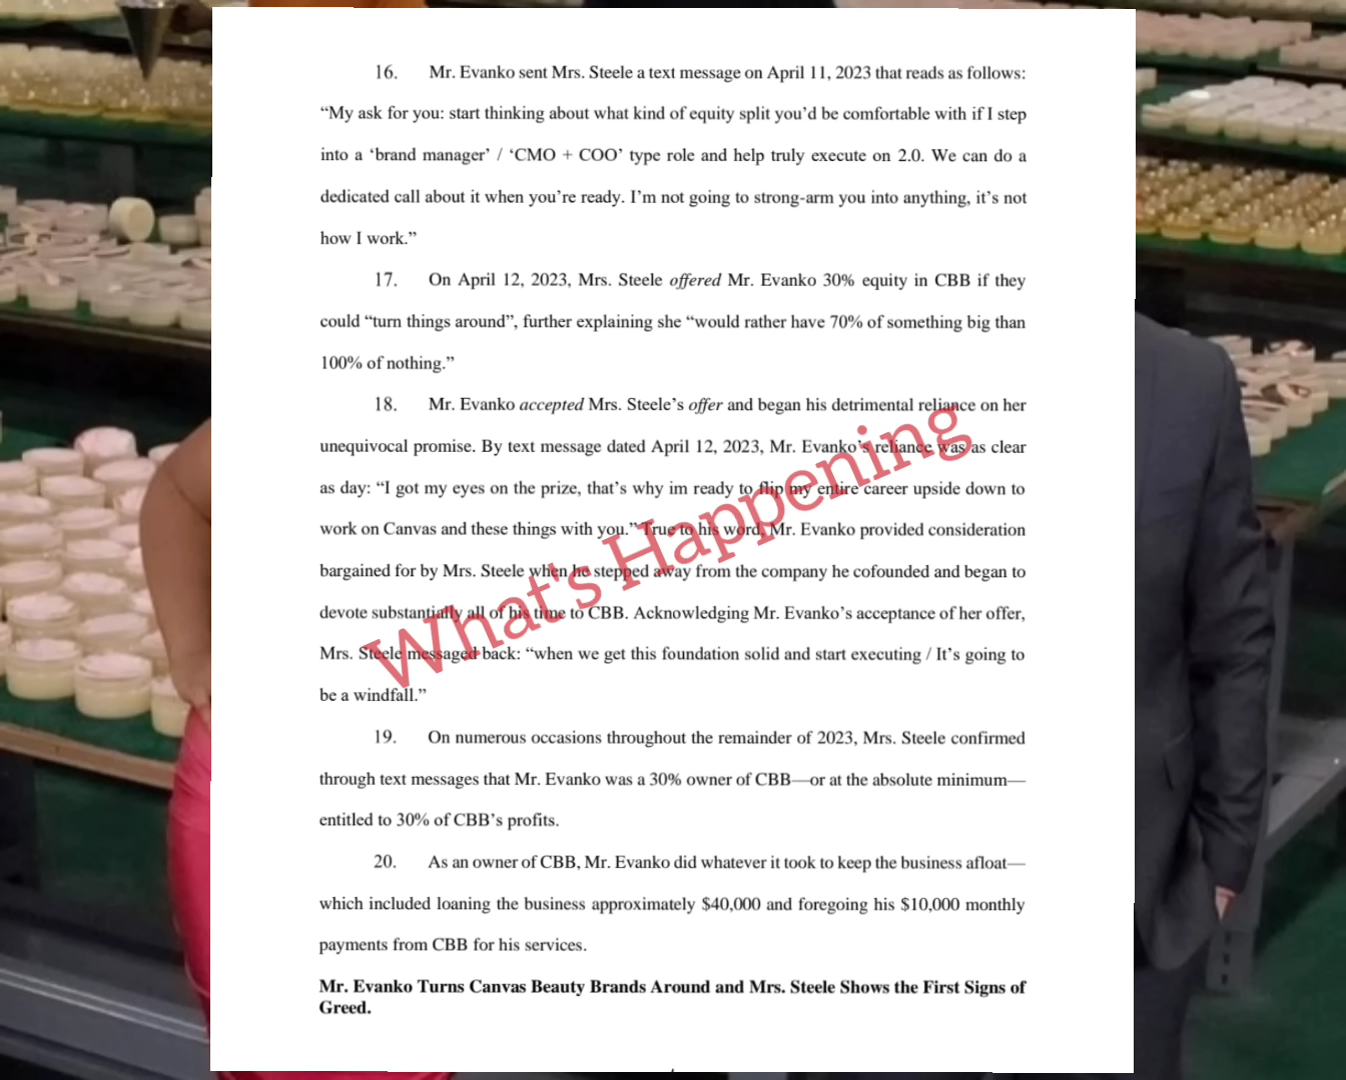 16. Mr. Evanko sent Mrs. Steele a text message on April 11, 2023 that reads as follows:
“My ask for you: start thinking about what kind of equity split you’d be comfortable with if I step
into a ‘brand manager’ / ‘CMO + COO’ type role and help truly execute on 2.0. We can do a
dedicated call about it when you’re ready. I’m not going to strong-arm you into anything, it’s not
how I work.”
17. On April 12, 2023, Mrs. Steele offered Mr. Evanko 30% equity in CBB if they
could “turn things around”, further explaining she “would rather have 70% of something big than
100% of nothing.”
18. Mr. Evanko accepted Mrs. Steele’s offer and began his detrimental reliance on her
unequivocal promise. By text message dated April 12, 2023, Mr. Evanko’s reliance was as clear
as day: “I got my eyes on the prize, that’s why im ready to flip my entire career upside down to
work on Canvas and these things with you.” True to his word, Mr. Evanko provided consideration
bargained for by Mrs. Steele when he stepped away from the company he cofounded and began to
devote substantially all of his time to CBB. Acknowledging Mr. Evanko’s acceptance of her offer,
Mrs. Steele messaged back: “when we get this foundation solid and start executing / It’s going to
be a windfall.”
19. On numerous occasions throughout the remainder of 2023, Mrs. Steele confirmed
through text messages that Mr. Evanko was a 30% owner of CBB—or at the absolute minimum—
entitled to 30% of CBB’s profits.
20. As an owner of CBB, Mr. Evanko did whatever it took to keep the business afloat—
which included loaning the business approximately $40,000 and foregoing his $10,000 monthly
payments from CBB for his services.
Mr. Evanko Turns Canvas Beauty Brands Around and Mrs. Steele Shows the First Signs of
Greed.
What's Happening